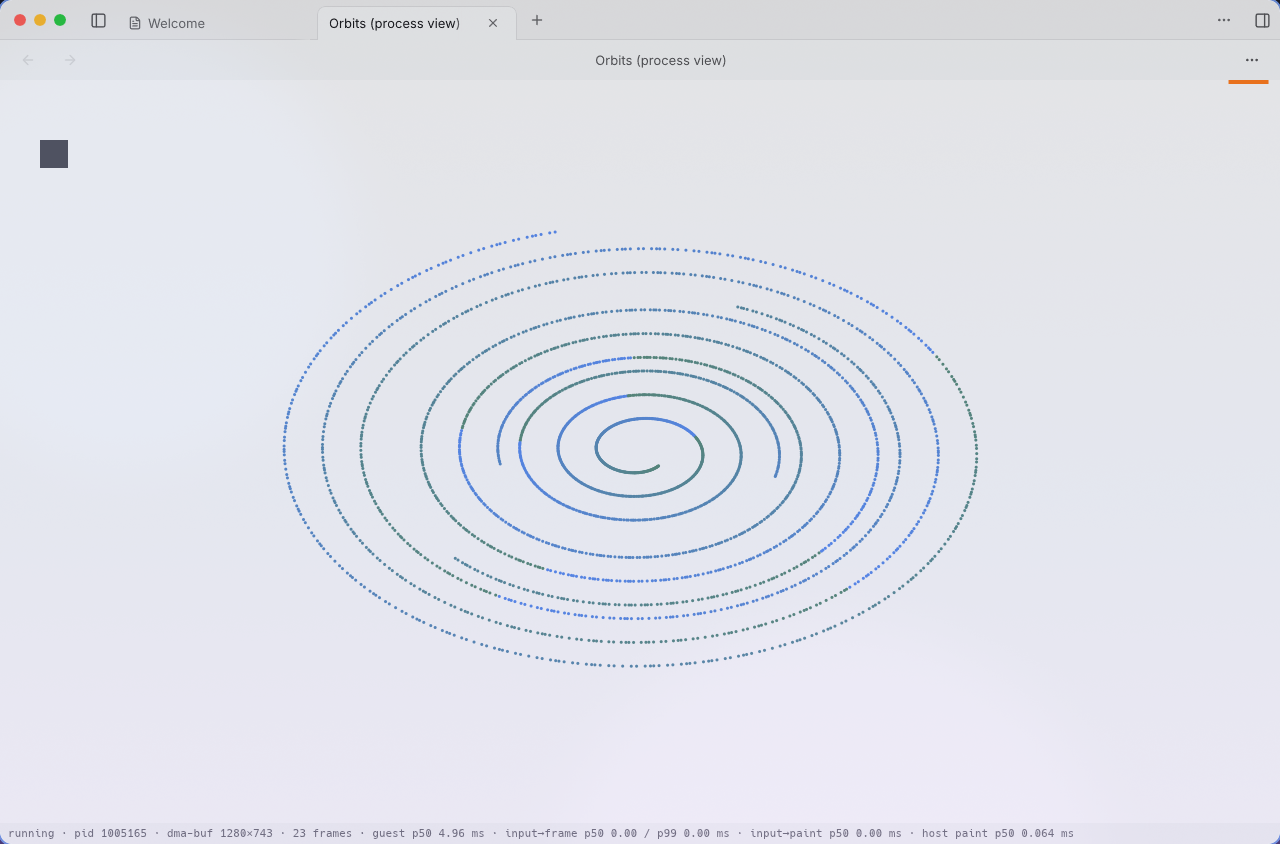 Welcome
Orbits (process view)
Orbits (process view)
running · pid 1005165 · dma-buf 1280×743 · 23 frames · guest p50 4.96 ms · input→frame p50 0.00 / p99 0.00 ms · input→paint p50 0.00 ms · host paint p50 0.064 ms